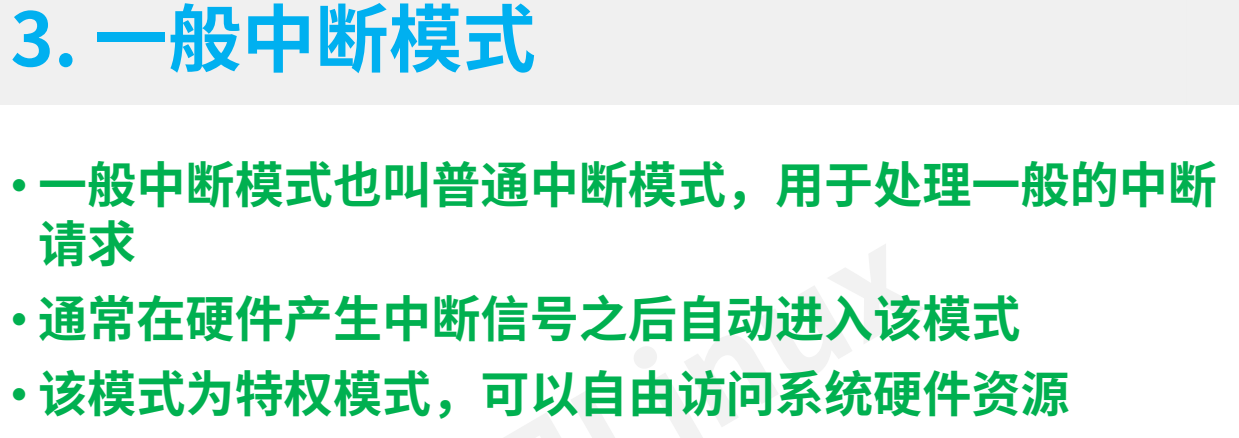 3. 一般中断模式
• 一般中断模式也叫普通中断模式，用于处理一般的中断
请求
• 通常在硬件产生中断信号之后自动进入该模式
• 该模式为特权模式，可以自由访问系统硬件资源